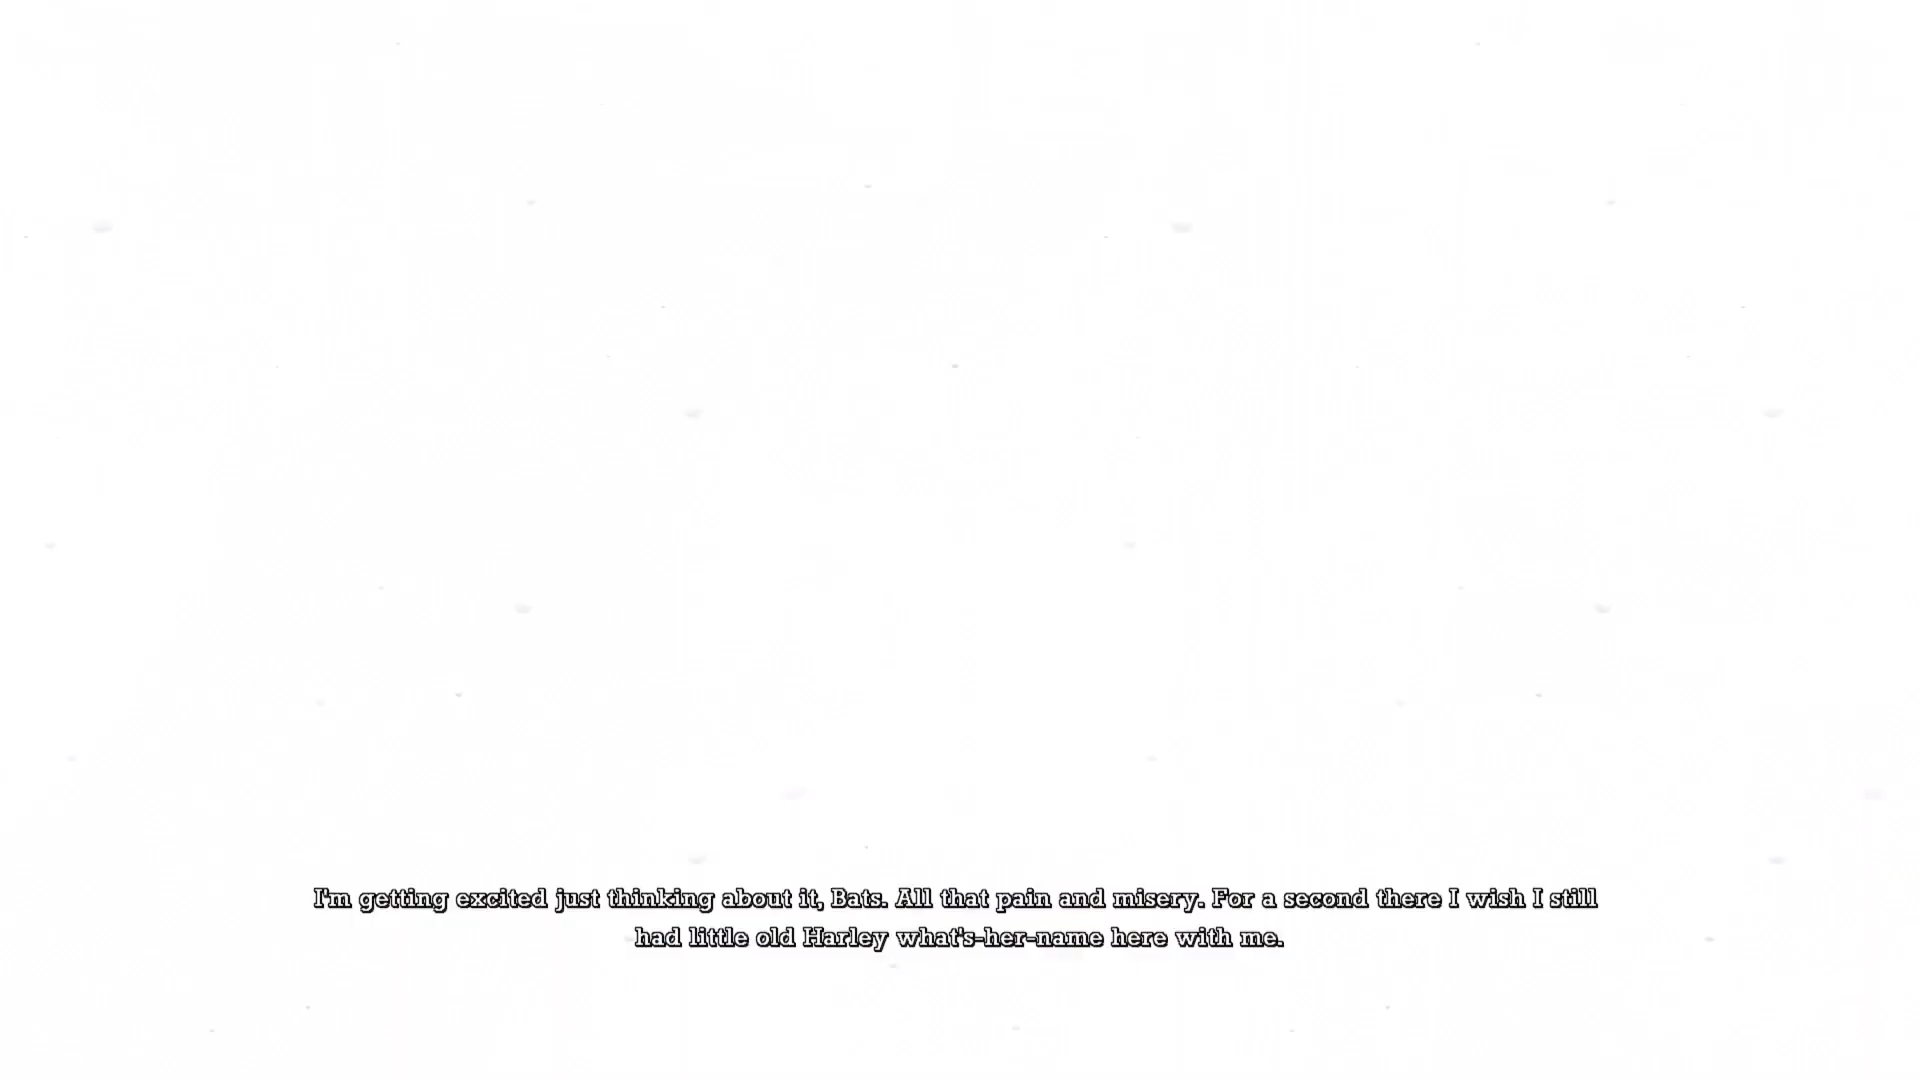 I'm getting excited just thinking about it, Bats. All that pain and misery. For a second there I wish I still
had little old Harley what's-her-name here with me.